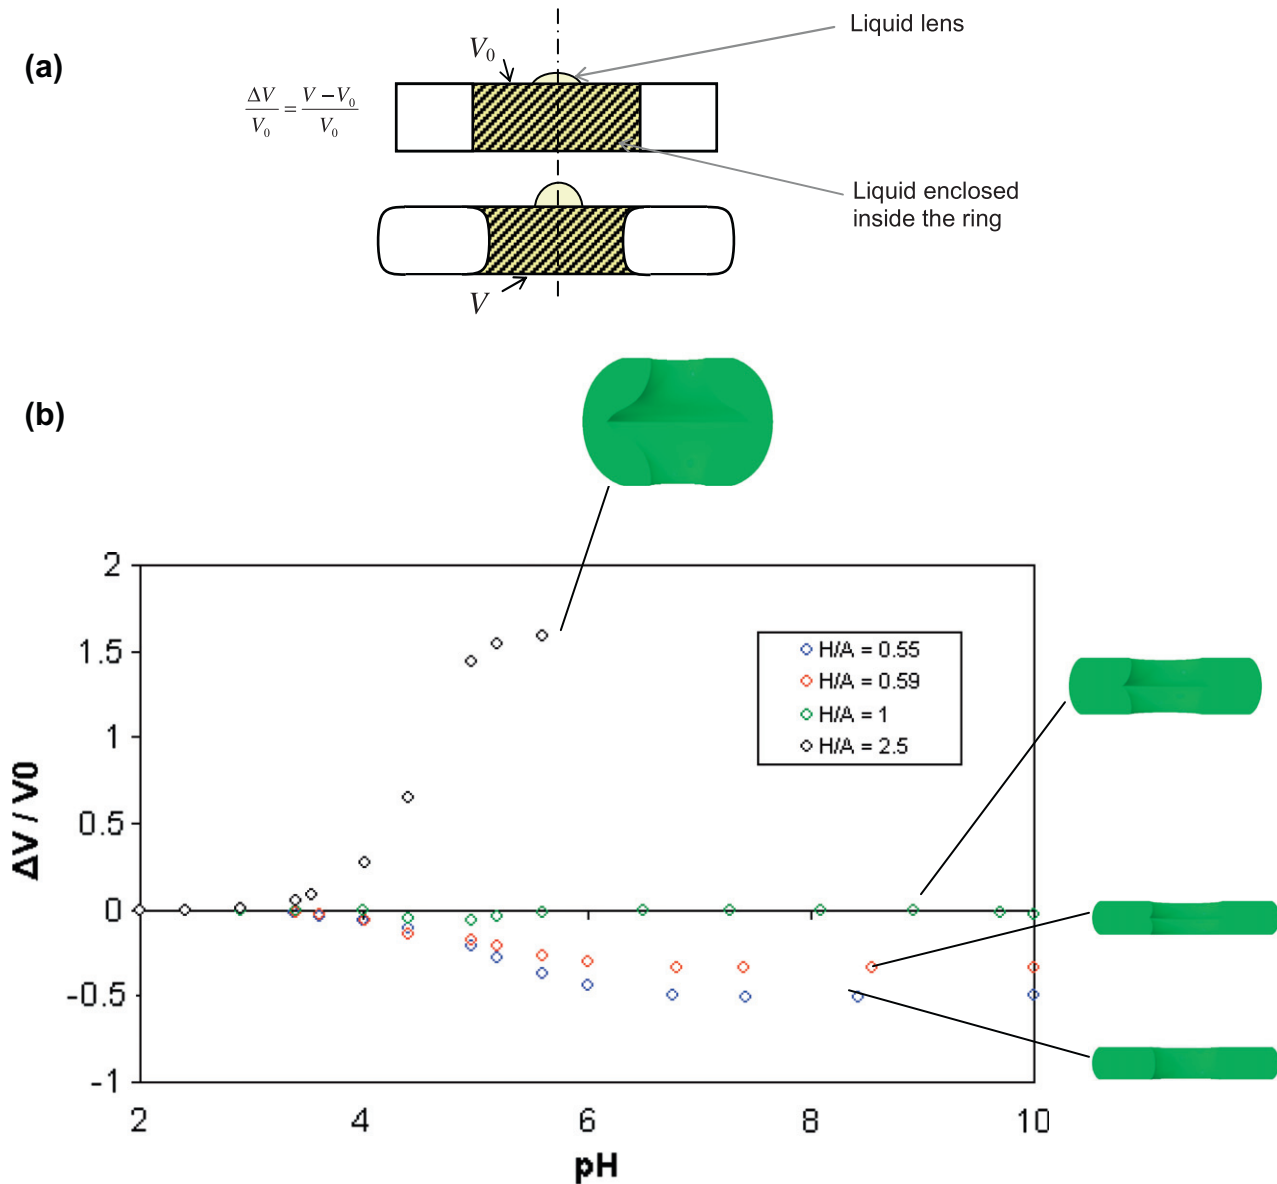 (a)
Liquid lens
V₀
ΔV/V₀ = (V − V₀)/V₀
Liquid enclosed
inside the ring
V
(b)
2
1.5
1
0.5
0
-0.5
-1
ΔV / V0
H/A = 0.55
H/A = 0.59
H/A = 1
H/A = 2.5
2 4 6 8 10
pH